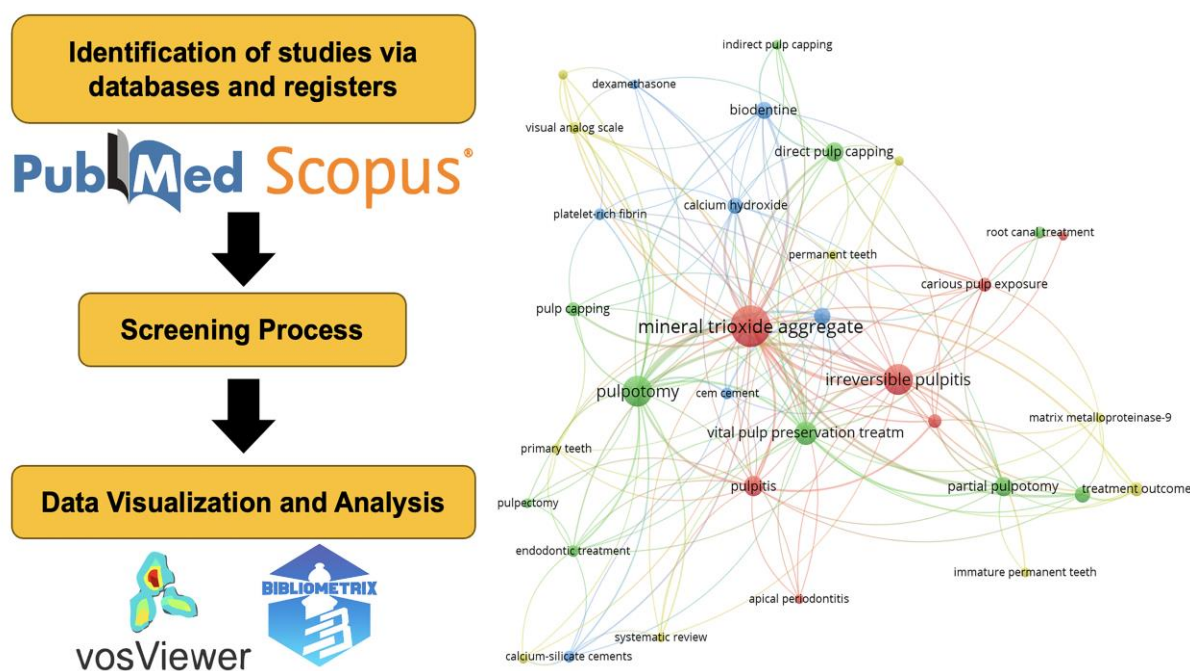 Identification of studies via
databases and registers
PubMed Scopus®
Screening Process
Data Visualization and Analysis
vosViewer
BIBLIOMETRIX
indirect pulp capping
dexamethasone
biodentine
visual analog scale
direct pulp capping
calcium hydroxide
platelet-rich fibrin
root canal treatment
permanent teeth
carious pulp exposure
pulp capping
mineral trioxide aggregate
irreversible pulpitis
pulpotomy
cem cement
matrix metalloproteinase-9
vital pulp preservation treatm
primary teeth
pulpitis
partial pulpotomy
treatment outcome
pulpectomy
endodontic treatment
immature permanent teeth
apical periodontitis
systematic review
calcium-silicate cements